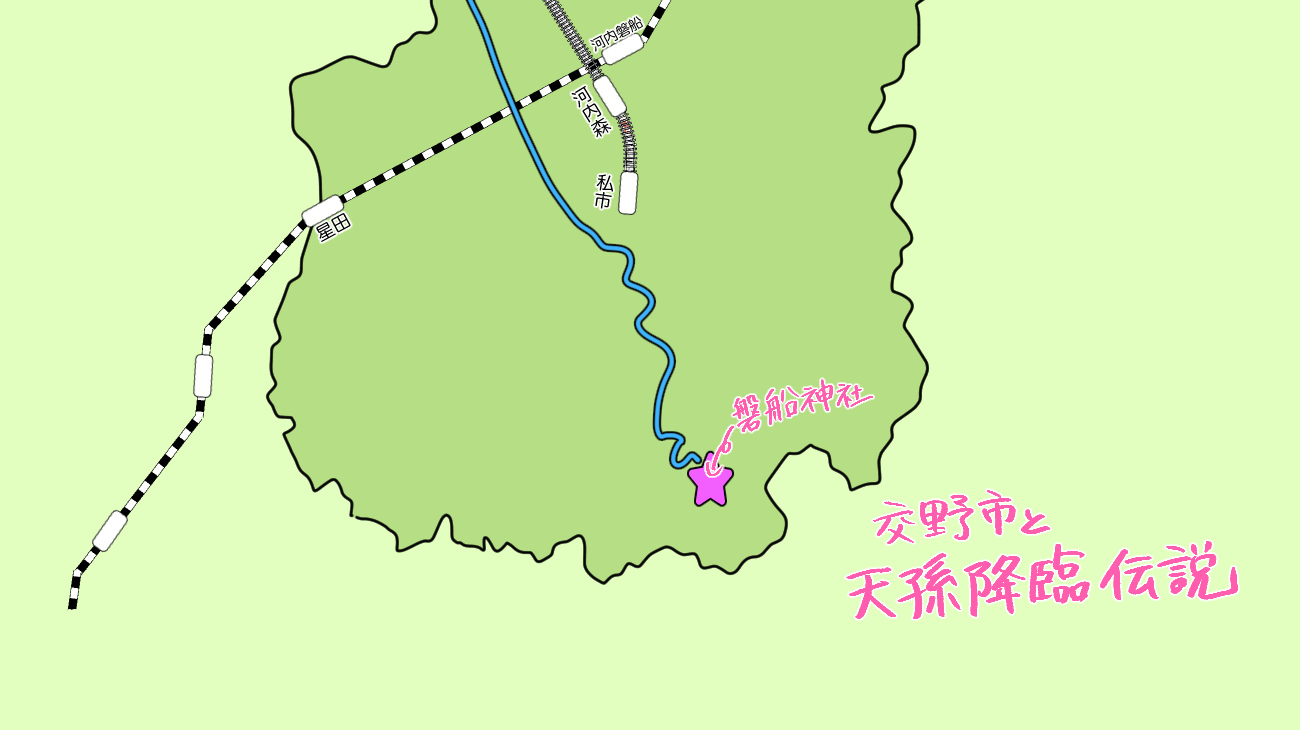 河内磐船
河内森
私市
星田
磐船神社
交野市と
天孫降臨伝説